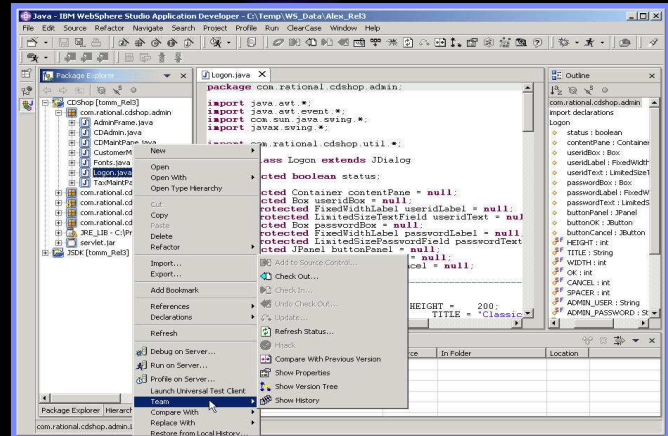 Java - IBM WebSphere Studio Application Developer - C:\Temp\WS_Data\Alex_Rel3
File Edit Source Refactor Navigate Search Project Profile Run ClearCase Window Help
Package Explorer
CDShop [tomm_Rel3]
com.rational.cdshop.admin
AdminFrame.java
CDAdmin.java
CDMaintPane.java
CustomerM
Fonts.java
Logon.java
TaxMaintPa
com.rational.cd
com.rational.cd
com.rational.cd
com.rational.cd
JRE_LIB - C:\Pr
servlet.jar
JSDK [tomm_Rel3]
Package Explorer Hierarch
com.rational.cdshop.admin.L
New
Open
Open With
Open Type Hierarchy
Cut
Copy
Paste
Delete
Refactor
Import...
Export...
Add Bookmark
References
Declarations
Refresh
Debug on Server...
Run on Server...
Profile on Server...
Launch Universal Test Client
Team
Compare With
Replace With
Restore from Local History...
Add to Source Control...
Check Out...
Check In...
Undo Check Out...
Update...
Refresh Status...
Hijack
Compare With Previous Version
Show Properties
Show Version Tree
Show History
Logon.java
package com.rational.cdshop.admin;
import java.awt.*;
import java.awt.event.*;
import com.sun.java.swing.*;
import javax.swing.*;
import com.rational.cdshop.util.*;
ass Logon extends JDialog
cted boolean status;
cted Container contentPane = null;
cted Box useridBox = null;
rotected FixedWidthLabel useridLabel = null;
rotected LimitedSizeTextField useridText = nul
cted Box passwordBox = null;
rotected FixedWidthLabel passwordLabel = null;
rotected LimitedSizePasswordField passwordText
cted JPanel buttonPanel = null;
= null;
cel = null;
HEIGHT = 200;
TITLE = "Classic
rce In Folder Location
Outline
com.rational.cdshop.admin
import declarations
Logon
status : boolean
contentPane : Container
useridBox : Box
useridLabel : FixedWidth
useridText : LimitedSizeT
passwordBox : Box
passwordLabel : FixedW
passwordText : LimitedS
buttonPanel : JPanel
buttonOK : JButton
buttonCancel : JButton
HEIGHT : int
TITLE : String
WIDTH : int
OK : int
CANCEL : int
SPACER : int
ADMIN_USER : String
ADMIN_PASSWORD : St